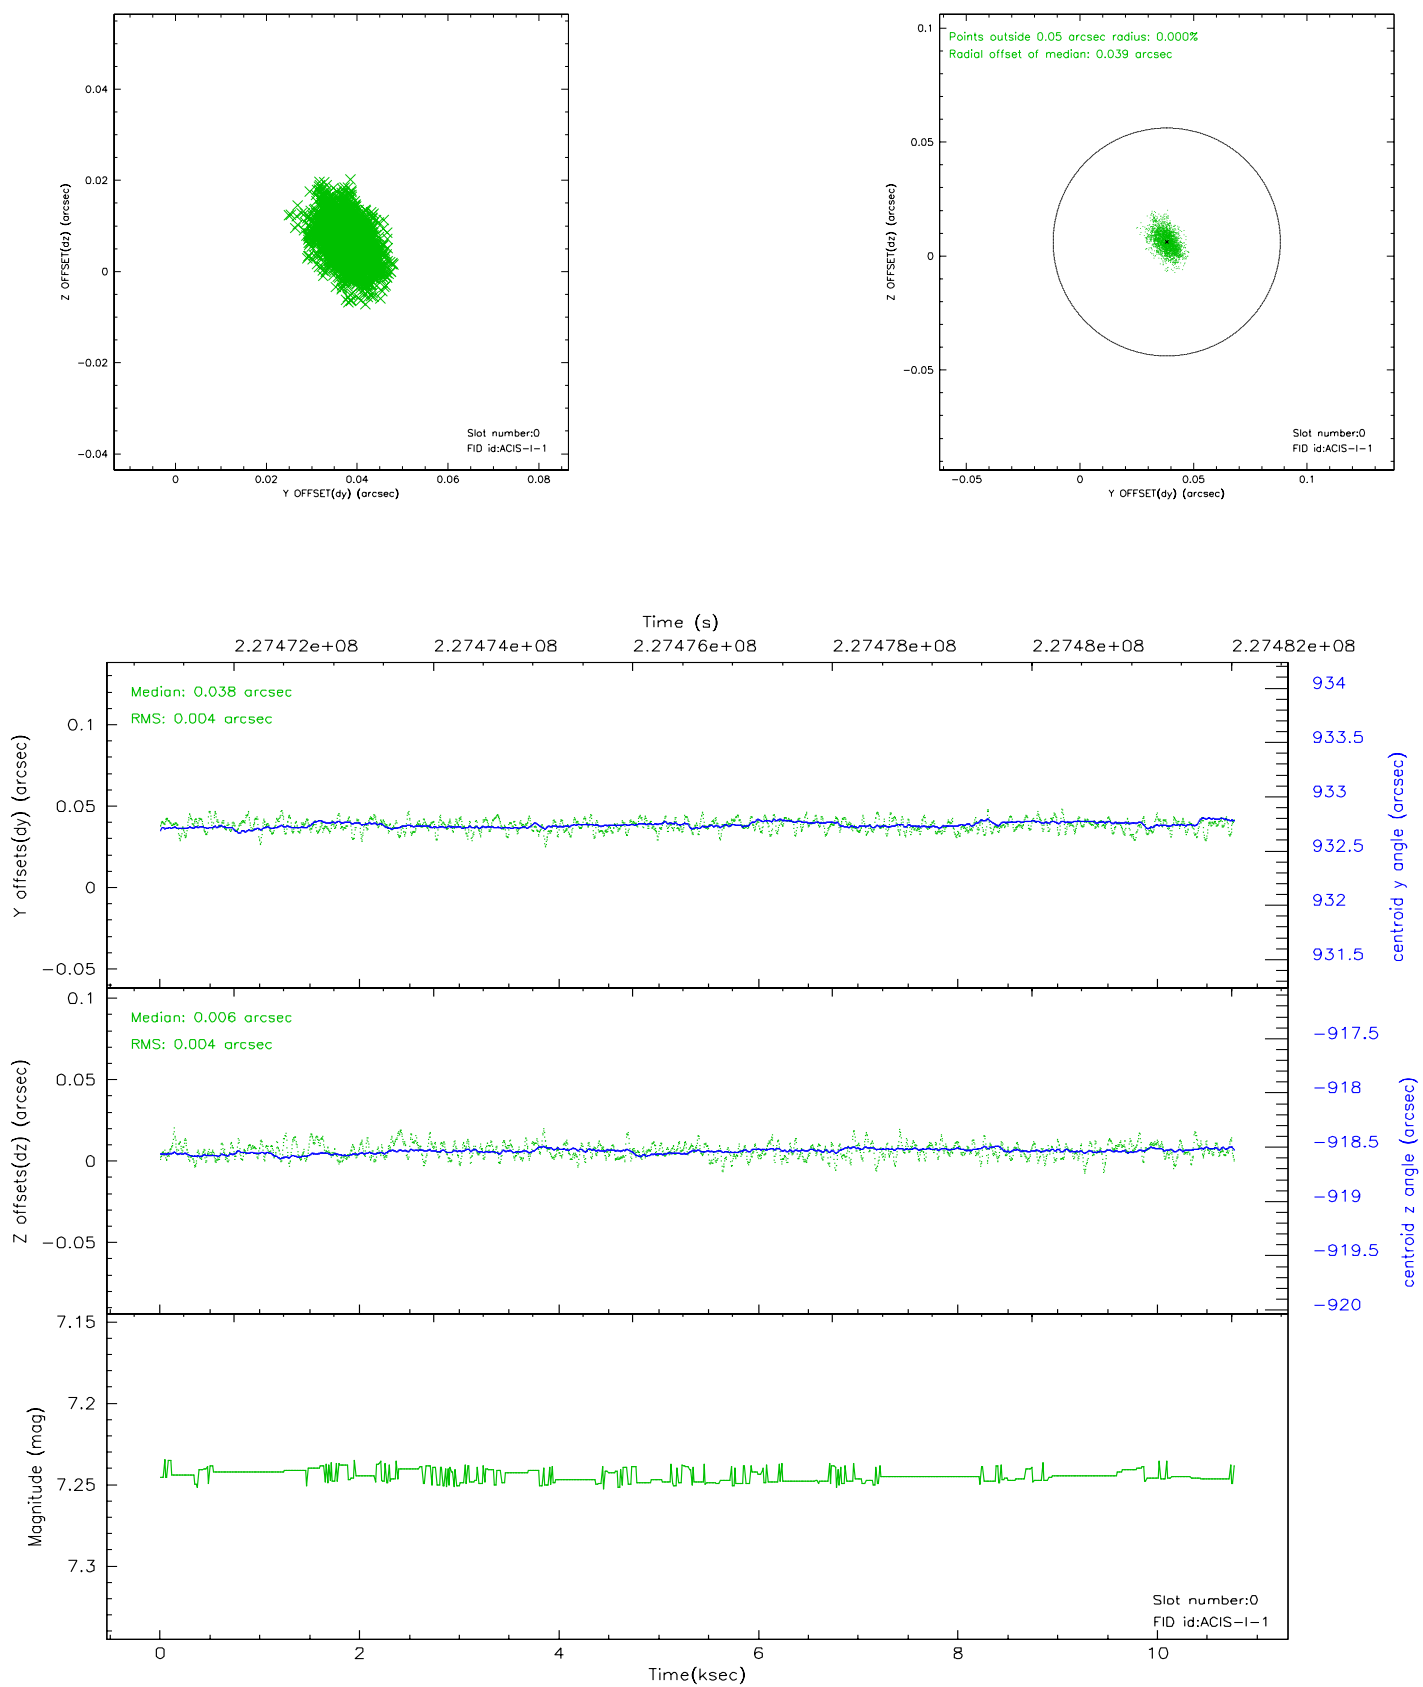 0.04
0.02
0
−0.02
−0.04
Z OFFSET(dz) (arcsec)
Slot number:0
FID id:ACIS−I−1
0 0.02 0.04 0.06 0.08
Y OFFSET(dy) (arcsec)
Points outside 0.05 arcsec radius: 0.000%
Radial offset of median: 0.039 arcsec
0.1
0.05
0
−0.05
Z OFFSET(dz) (arcsec)
Slot number:0
FID id:ACIS−I−1
−0.05 0 0.05 0.1
Y OFFSET(dy) (arcsec)
Time (s)
2.27472e+08 2.27474e+08 2.27476e+08 2.27478e+08 2.2748e+08 2.27482e+08
Median: 0.038 arcsec
RMS: 0.004 arcsec
0.1
0.05
0
−0.05
Y offsets(dy) (arcsec)
934
933.5
933
932.5
932
931.5
centroid y angle (arcsec)
Median: 0.006 arcsec
RMS: 0.004 arcsec
0.1
0.05
0
−0.05
Z offsets(dz) (arcsec)
−917.5
−918
−918.5
−919
−919.5
−920
centroid z angle (arcsec)
7.15
7.2
7.25
7.3
Magnitude (mag)
Slot number:0
FID id:ACIS−I−1
0 2 4 6 8 10
Time(ksec)